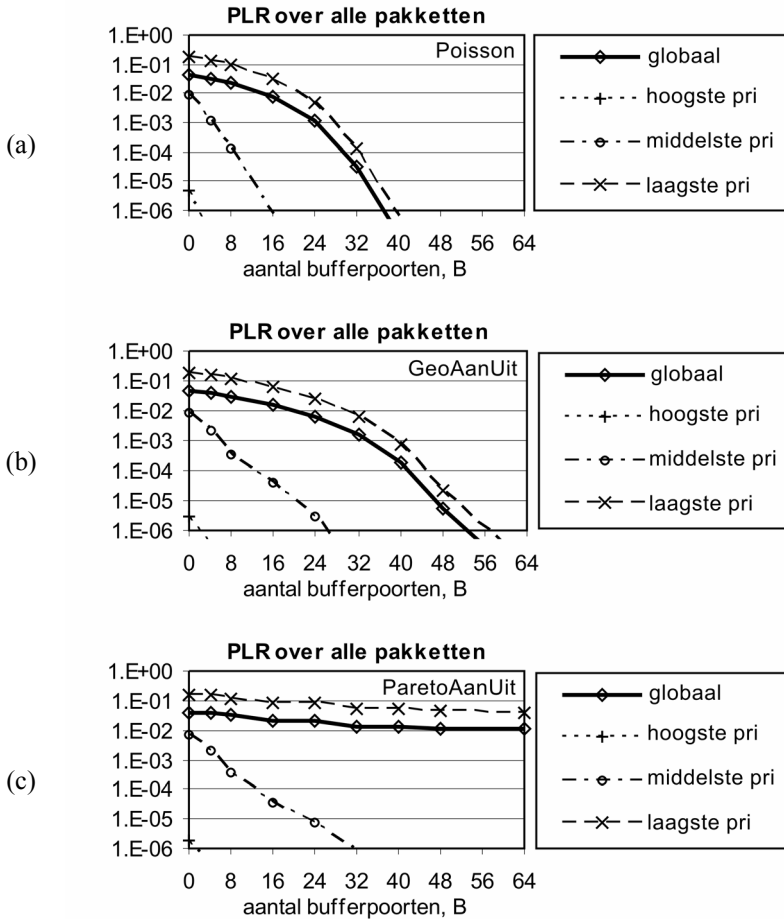 (a)
PLR over alle pakketten
1.E+00
1.E-01
1.E-02
1.E-03
1.E-04
1.E-05
1.E-06
Poisson
0 8 16 24 32 40 48 56 64
aantal bufferpoorten, B
globaal
hoogste pri
middelste pri
laagste pri
(b)
PLR over alle pakketten
1.E+00
1.E-01
1.E-02
1.E-03
1.E-04
1.E-05
1.E-06
GeoAanUit
0 8 16 24 32 40 48 56 64
aantal bufferpoorten, B
globaal
hoogste pri
middelste pri
laagste pri
(c)
PLR over alle pakketten
1.E+00
1.E-01
1.E-02
1.E-03
1.E-04
1.E-05
1.E-06
ParetoAanUit
0 8 16 24 32 40 48 56 64
aantal bufferpoorten, B
globaal
hoogste pri
middelste pri
laagste pri